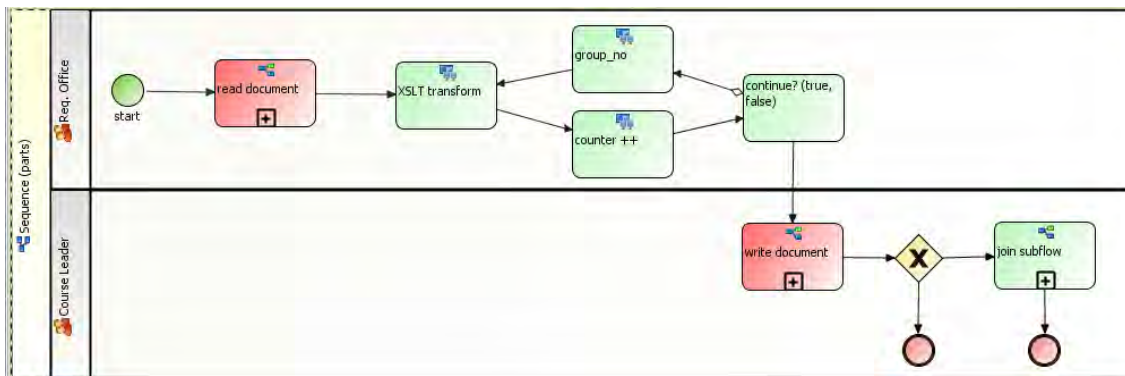 Sequence (parts)
Req. Office
start
read document
XSLT transform
group_no
counter ++
continue? (true,
false)
Course Leader
write document
X
join subflow